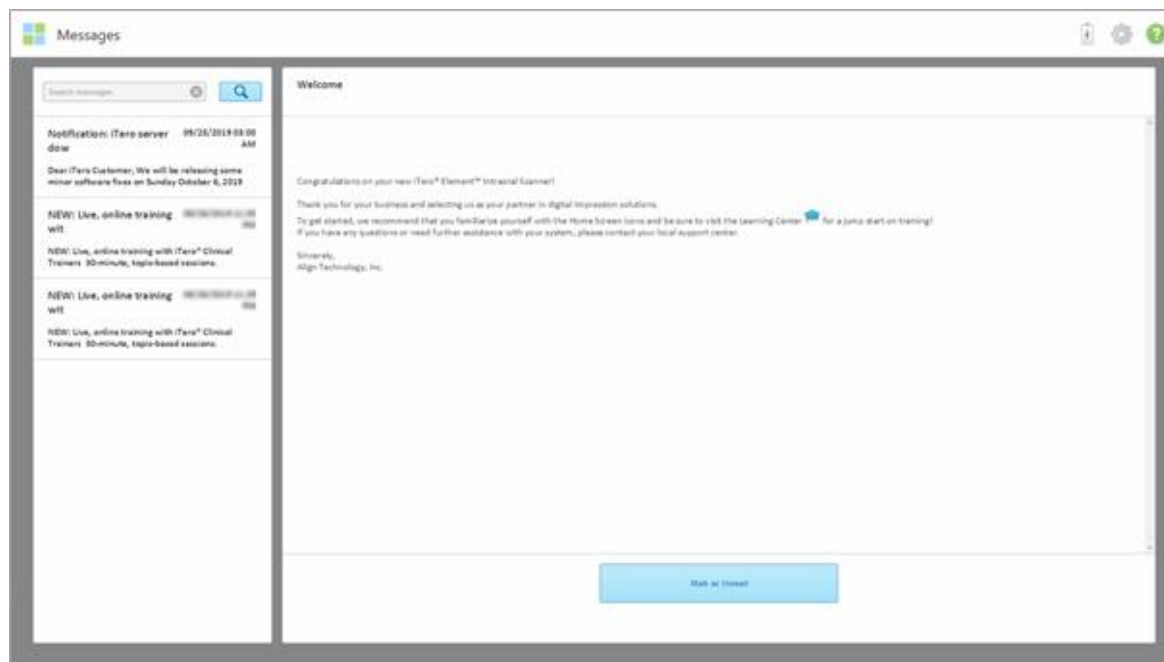 Messages
Search messages
Notification: iTero server
dow
09/26/2019 03:00
AM
Dear iTero Customer, We will be releasing some
minor software fixes on Sunday October 6, 2019
NEW: Live, online training
wit
NEW: Live, online training with iTero® Clinical
Trainers 30-minute, topic-based sessions.
NEW: Live, online training
wit
NEW: Live, online training with iTero® Clinical
Trainers 30-minute, topic-based sessions.
Welcome
Congratulations on your new iTero® Element™ Intraoral Scanner!
Thank you for your business and selecting us as your partner in digital impression solutions.
To get started, we recommend that you familiarize yourself with the Home Screen icons and be sure to visit the Learning Center for a jump start on training!
If you have any questions or need further assistance with your system, please contact your local support center.
Sincerely,
Align Technology, Inc.
Mark as Unread
?